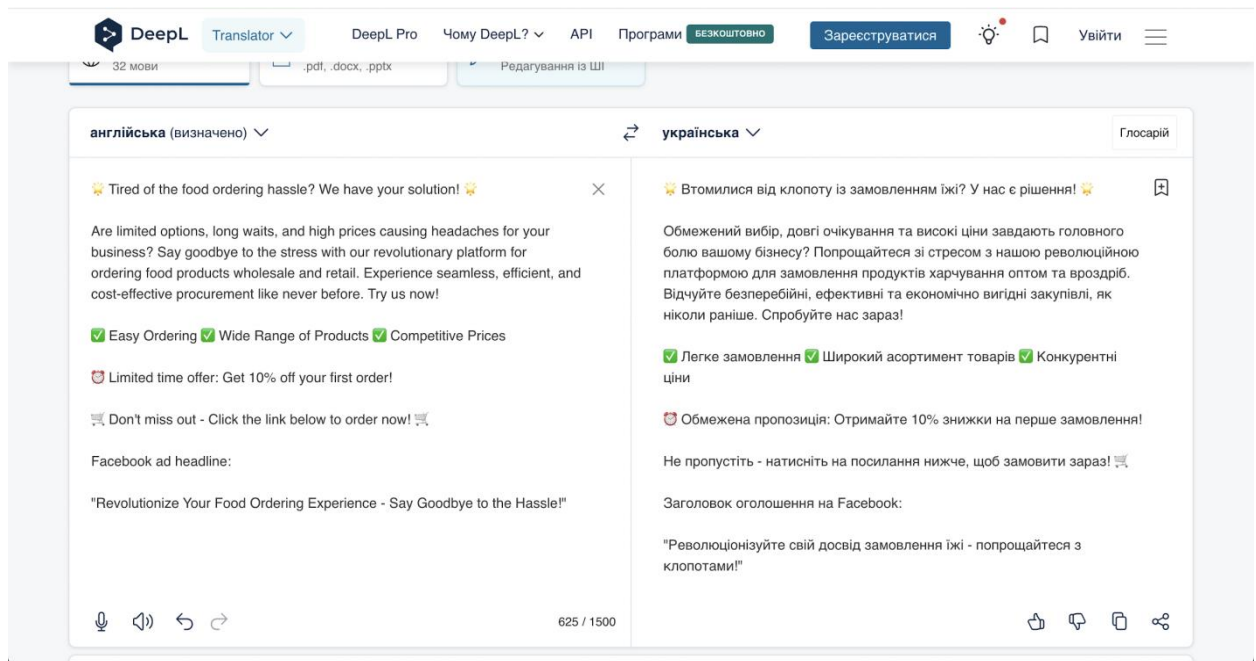 DeepL Translator DeepL Pro Чому DeepL? API Програми БЕЗКОШТОВНО Зареєструватися Увійти
32 мови .pdf, .docx, .pptx Редагування із ШІ
англійська (визначено) українська Глосарій
🌟 Tired of the food ordering hassle? We have your solution! 🌟
Are limited options, long waits, and high prices causing headaches for your
business? Say goodbye to the stress with our revolutionary platform for
ordering food products wholesale and retail. Experience seamless, efficient, and
cost-effective procurement like never before. Try us now!
✅ Easy Ordering ✅ Wide Range of Products ✅ Competitive Prices
⏰ Limited time offer: Get 10% off your first order!
🛒 Don't miss out - Click the link below to order now! 🛒
Facebook ad headline:
"Revolutionize Your Food Ordering Experience - Say Goodbye to the Hassle!"
625 / 1500
🌟 Втомилися від клопоту із замовленням їжі? У нас є рішення! 🌟
Обмежений вибір, довгі очікування та високі ціни завдають головного
болю вашому бізнесу? Попрощайтеся зі стресом з нашою революційною
платформою для замовлення продуктів харчування оптом та вроздріб.
Відчуйте безперебійні, ефективні та економічно вигідні закупівлі, як
ніколи раніше. Спробуйте нас зараз!
✅ Легке замовлення ✅ Широкий асортимент товарів ✅ Конкурентні
ціни
⏰ Обмежена пропозиція: Отримайте 10% знижки на перше замовлення!
Не пропустіть - натисніть на посилання нижче, щоб замовити зараз! 🛒
Заголовок оголошення на Facebook:
"Революціонізуйте свій досвід замовлення їжі - попрощайтеся з
клопотами!"